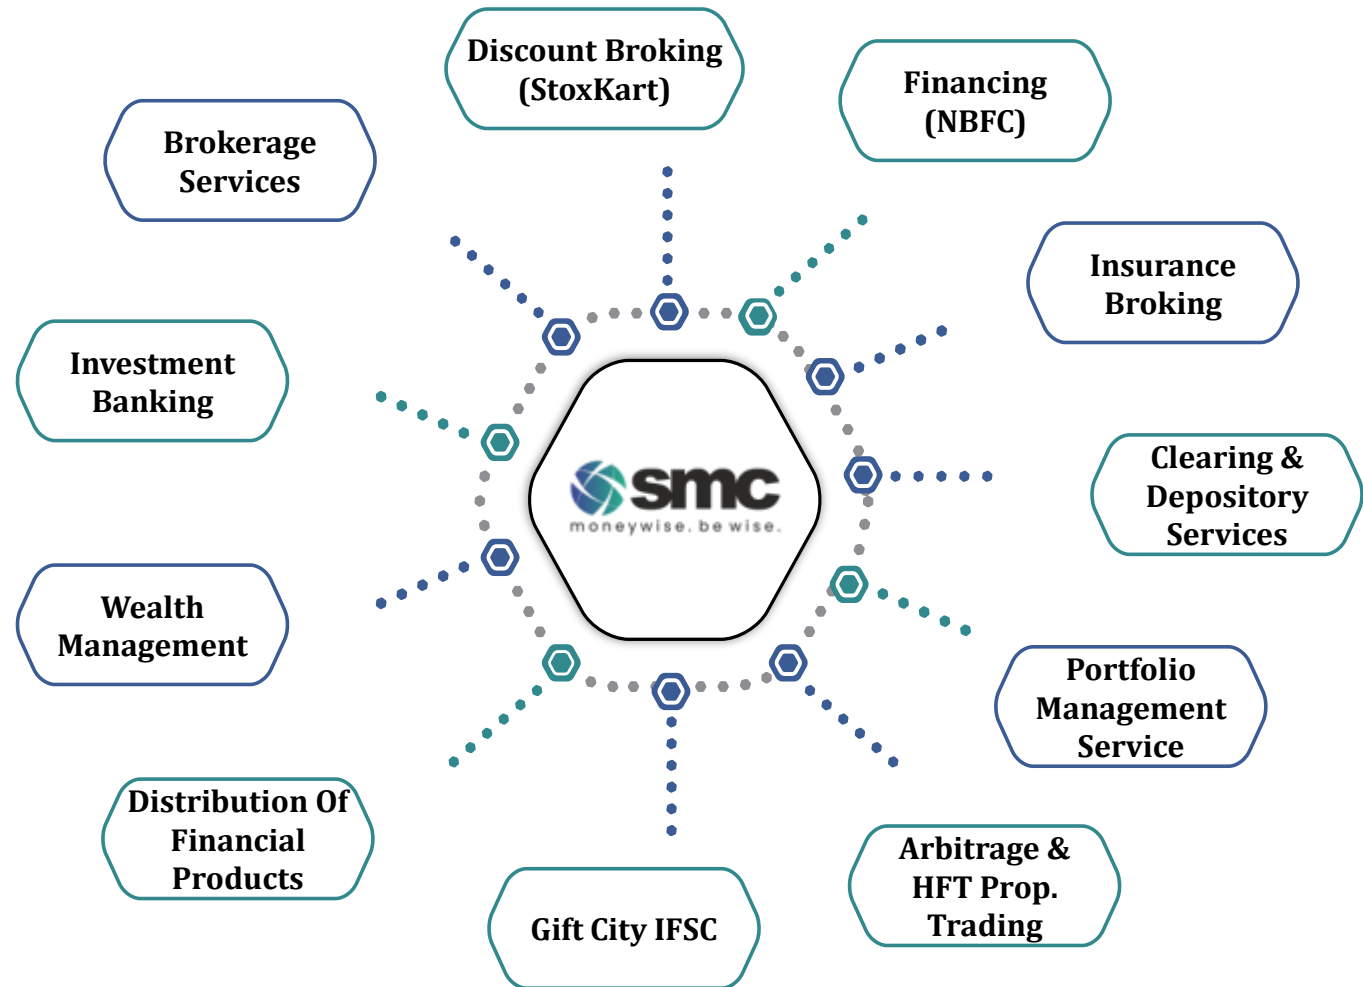 Discount Broking
(StoxKart)
Financing
(NBFC)
Brokerage
Services
Insurance
Broking
Investment
Banking
Clearing &
Depository
Services
smc
moneywise. be wise.
Wealth
Management
Portfolio
Management
Service
Distribution Of
Financial
Products
Arbitrage &
HFT Prop.
Trading
Gift City IFSC